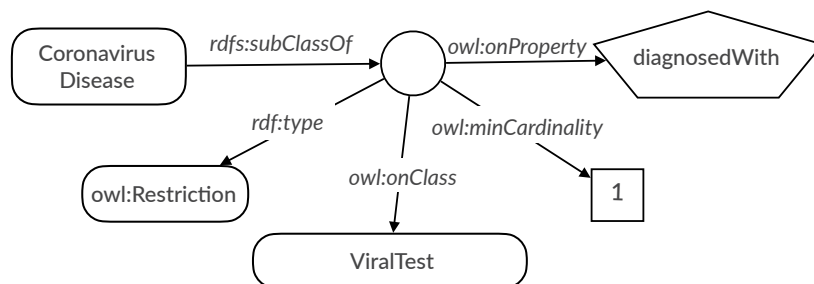 Coronavirus
Disease
rdfs:subClassOf
owl:onProperty
diagnosedWith
rdf:type
owl:minCardinality
owl:onClass
owl:Restriction
1
ViralTest